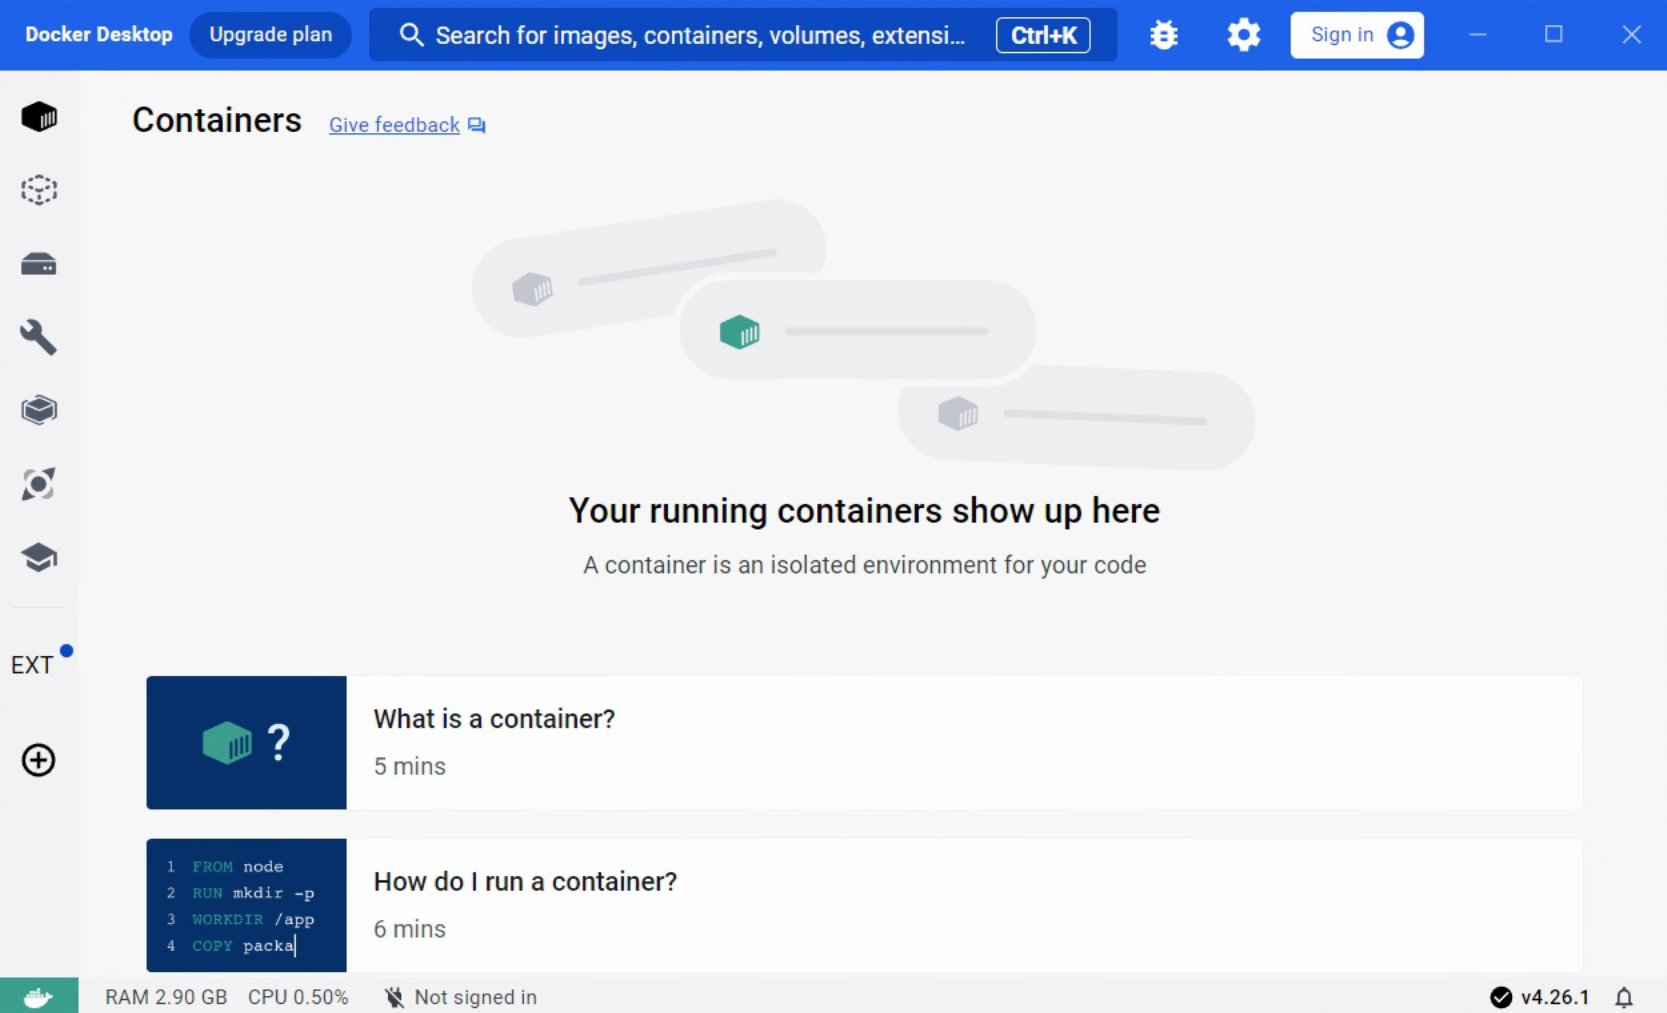 Docker Desktop
Upgrade plan
Search for images, containers, volumes, extensi...
Ctrl+K
Sign in
Containers
Give feedback
Your running containers show up here
A container is an isolated environment for your code
EXT
?
What is a container?
5 mins
1 FROM node
2 RUN mkdir -p
3 WORKDIR /app
4 COPY packa
How do I run a container?
6 mins
RAM 2.90 GB
CPU 0.50%
Not signed in
v4.26.1